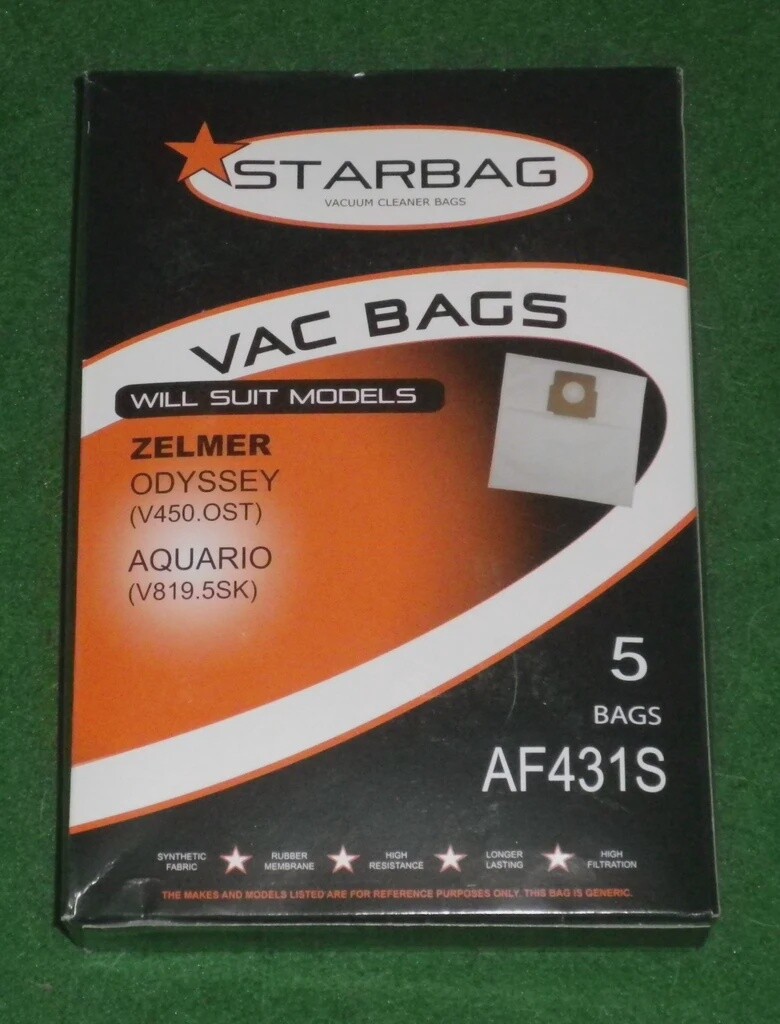 STARBAG
VACUUM CLEANER BAGS
VAC BAGS
WILL SUIT MODELS
ZELMER
ODYSSEY
(V450.OST)
AQUARIO
(V819.5SK)
5
BAGS
AF431S
SYNTHETIC FABRIC
RUBBER MEMBRANE
HIGH RESISTANCE
LONGER LASTING
HIGH FILTRATION
THE MAKES AND MODELS LISTED ARE FOR REFERENCE PURPOSES ONLY. THIS BAG IS GENERIC.